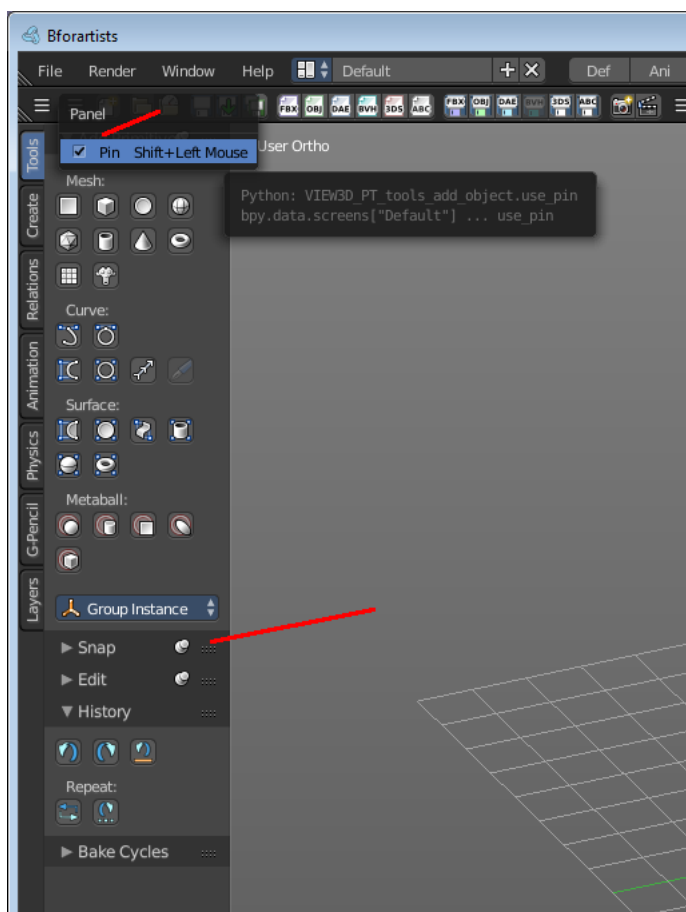 Bforartists
File Render Window Help Default Def Ani
FBX OBJ DAE BVH 3DS ABC FBX OBJ DAE BVH 3DS ABC
Panel
Pin Shift+Left Mouse
User Ortho
Python: VIEW3D_PT_tools_add_object.use_pin
bpy.data.screens["Default"] ... use_pin
Tools
Create
Relations
Animation
Physics
G-Pencil
Layers
Mesh:
Curve:
Surface:
Metaball:
Group Instance
Snap
Edit
History
Repeat:
Bake Cycles